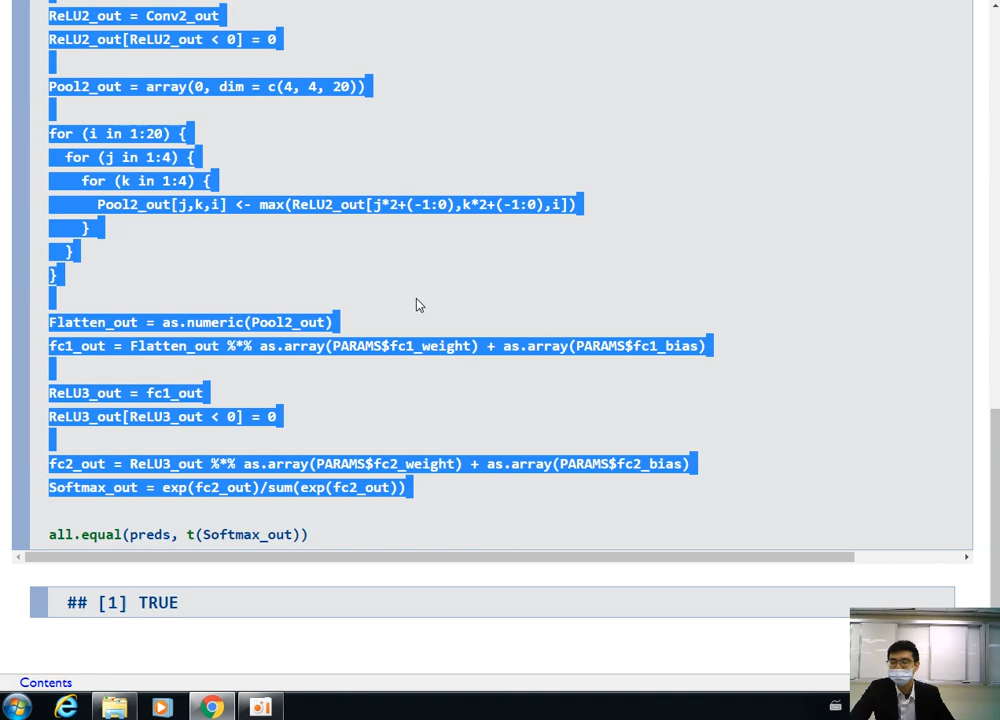 ReLU2_out = Conv2_out
ReLU2_out[ReLU2_out < 0] = 0
Pool2_out = array(0, dim = c(4, 4, 20))
for (i in 1:20) {
for (j in 1:4) {
for (k in 1:4) {
Pool2_out[j,k,i] <- max(ReLU2_out[j*2+(-1:0),k*2+(-1:0),i])
}
}
}
Flatten_out = as.numeric(Pool2_out)
fc1_out = Flatten_out %*% as.array(PARAMS$fc1_weight) + as.array(PARAMS$fc1_bias)
ReLU3_out = fc1_out
ReLU3_out[ReLU3_out < 0] = 0
fc2_out = ReLU3_out %*% as.array(PARAMS$fc2_weight) + as.array(PARAMS$fc2_bias)
Softmax_out = exp(fc2_out)/sum(exp(fc2_out))
all.equal(preds, t(Softmax_out))
## [1] TRUE
Contents